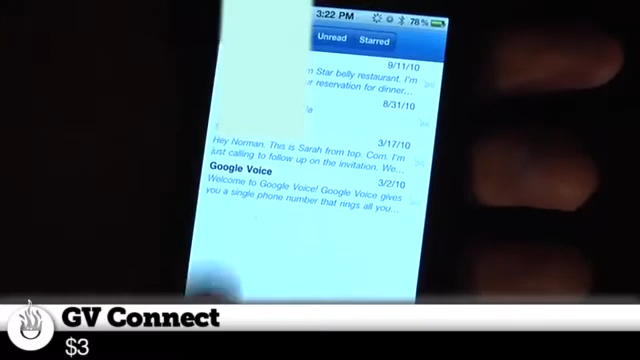 3:22 PM 78%
Unread Starred
9/11/10
Star belly restaurant. I'm
reservation for dinner...
8/31/10
3/17/10
Hey Norman. This is Sarah from top. Com. I'm
just calling to follow up on the invitation. We...
Google Voice 3/2/10
Welcome to Google Voice! Google Voice gives
you a single phone number that rings all you...
GV Connect
$3